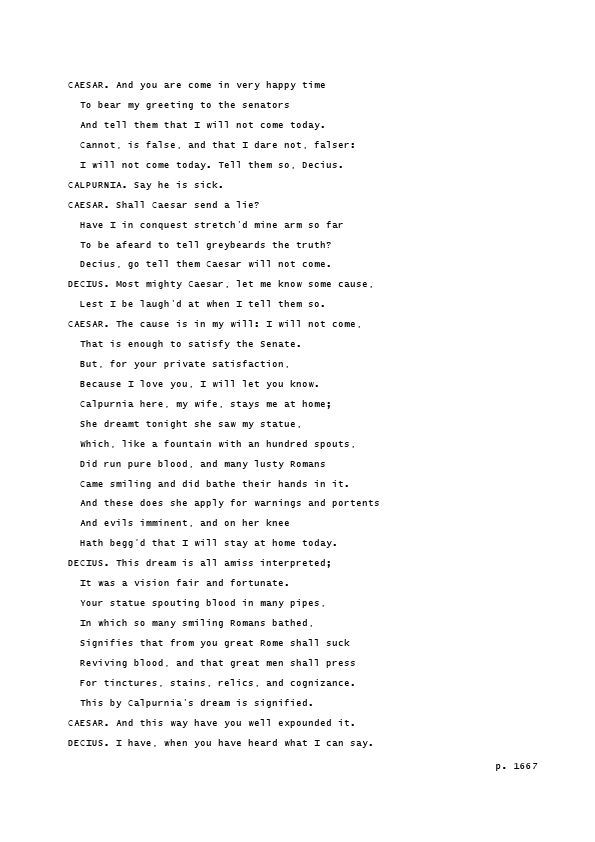 CAESAR. And you are come in very happy time
To bear my greeting to the senators
And tell them that I will not come today.
Cannot, is false, and that I dare not, falser:
I will not come today. Tell them so, Decius.
CALPURNIA. Say he is sick.
CAESAR. Shall Caesar send a lie?
Have I in conquest stretch'd mine arm so far
To be afeard to tell greybeards the truth?
Decius, go tell them Caesar will not come.
DECIUS. Most mighty Caesar, let me know some cause,
Lest I be laugh'd at when I tell them so.
CAESAR. The cause is in my will: I will not come,
That is enough to satisfy the Senate.
But, for your private satisfaction,
Because I love you, I will let you know.
Calpurnia here, my wife, stays me at home;
She dreamt tonight she saw my statue,
Which, like a fountain with an hundred spouts,
Did run pure blood, and many lusty Romans
Came smiling and did bathe their hands in it.
And these does she apply for warnings and portents
And evils imminent, and on her knee
Hath begg'd that I will stay at home today.
DECIUS. This dream is all amiss interpreted;
It was a vision fair and fortunate.
Your statue spouting blood in many pipes,
In which so many smiling Romans bathed,
Signifies that from you great Rome shall suck
Reviving blood, and that great men shall press
For tinctures, stains, relics, and cognizance.
This by Calpurnia's dream is signified.
CAESAR. And this way have you well expounded it.
DECIUS. I have, when you have heard what I can say.
p. 1667